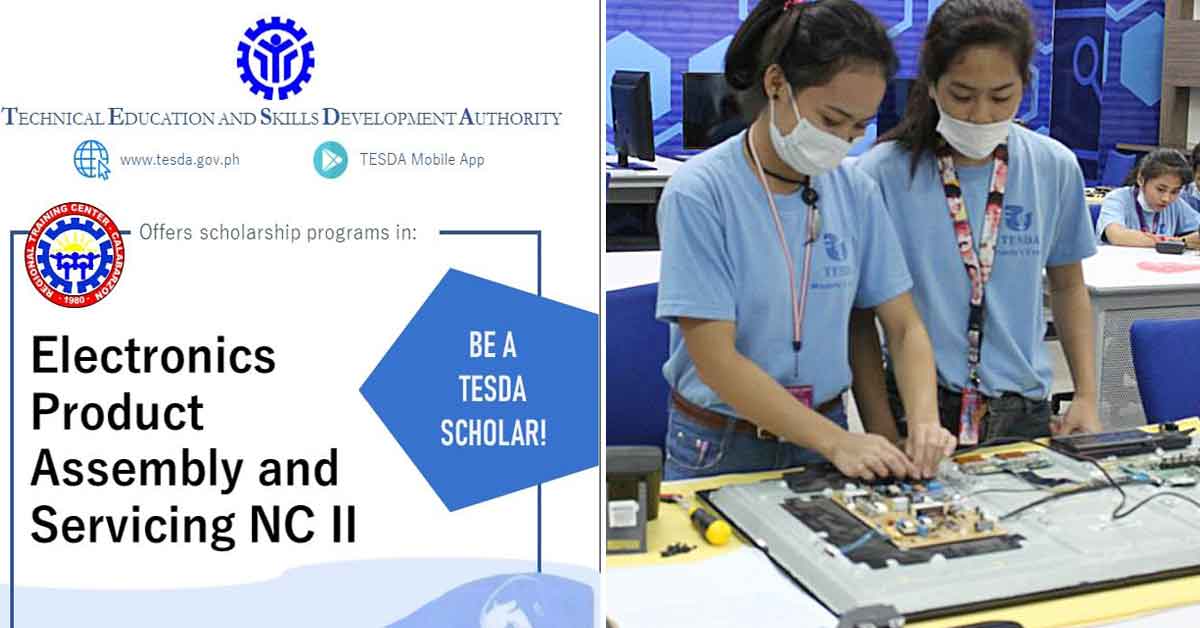 TECHNICAL EDUCATION AND SKILLS DEVELOPMENT AUTHORITY
www.tesda.gov.ph
TESDA Mobile App
REGIONAL TRAINING CENTER - CALABARZON
- 1980 -
Offers scholarship programs in:
Electronics
Product
Assembly and
Servicing NC II
BE A
TESDA
SCHOLAR!
TESDA
TESDA